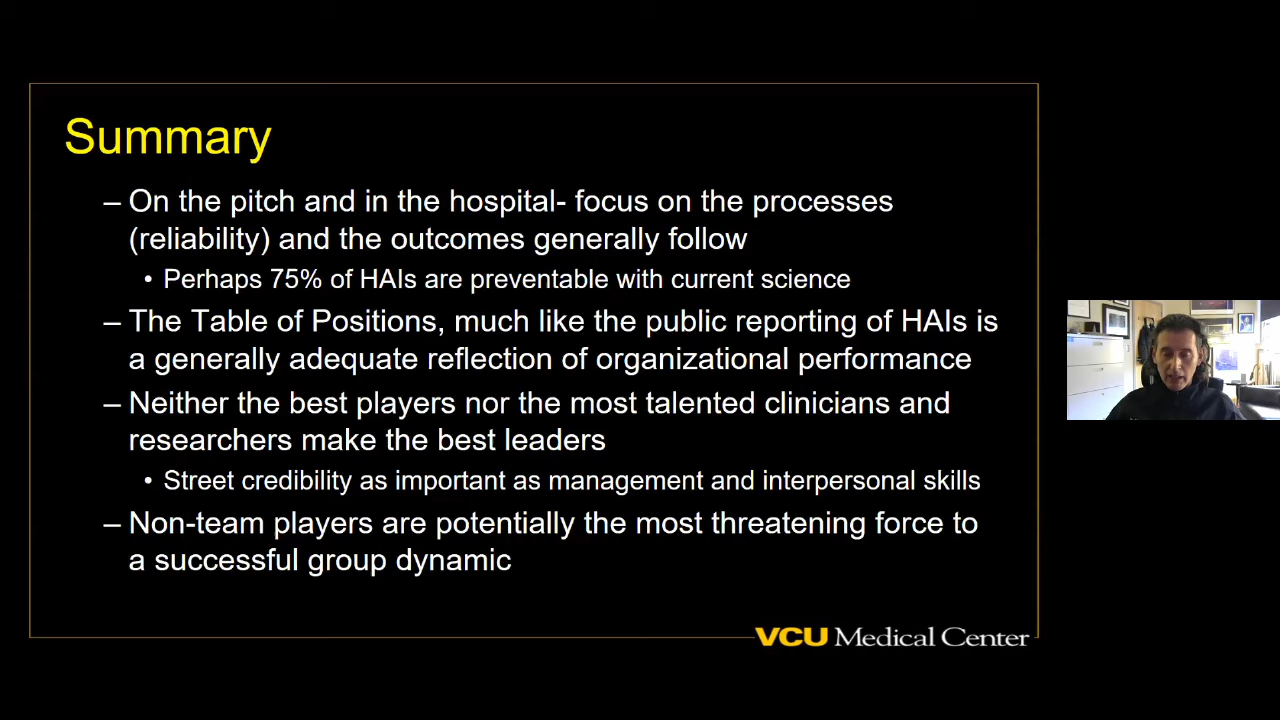 Summary
– On the pitch and in the hospital- focus on the processes
(reliability) and the outcomes generally follow
• Perhaps 75% of HAIs are preventable with current science
– The Table of Positions, much like the public reporting of HAIs is
a generally adequate reflection of organizational performance
– Neither the best players nor the most talented clinicians and
researchers make the best leaders
• Street credibility as important as management and interpersonal skills
– Non-team players are potentially the most threatening force to
a successful group dynamic
VCU Medical Center